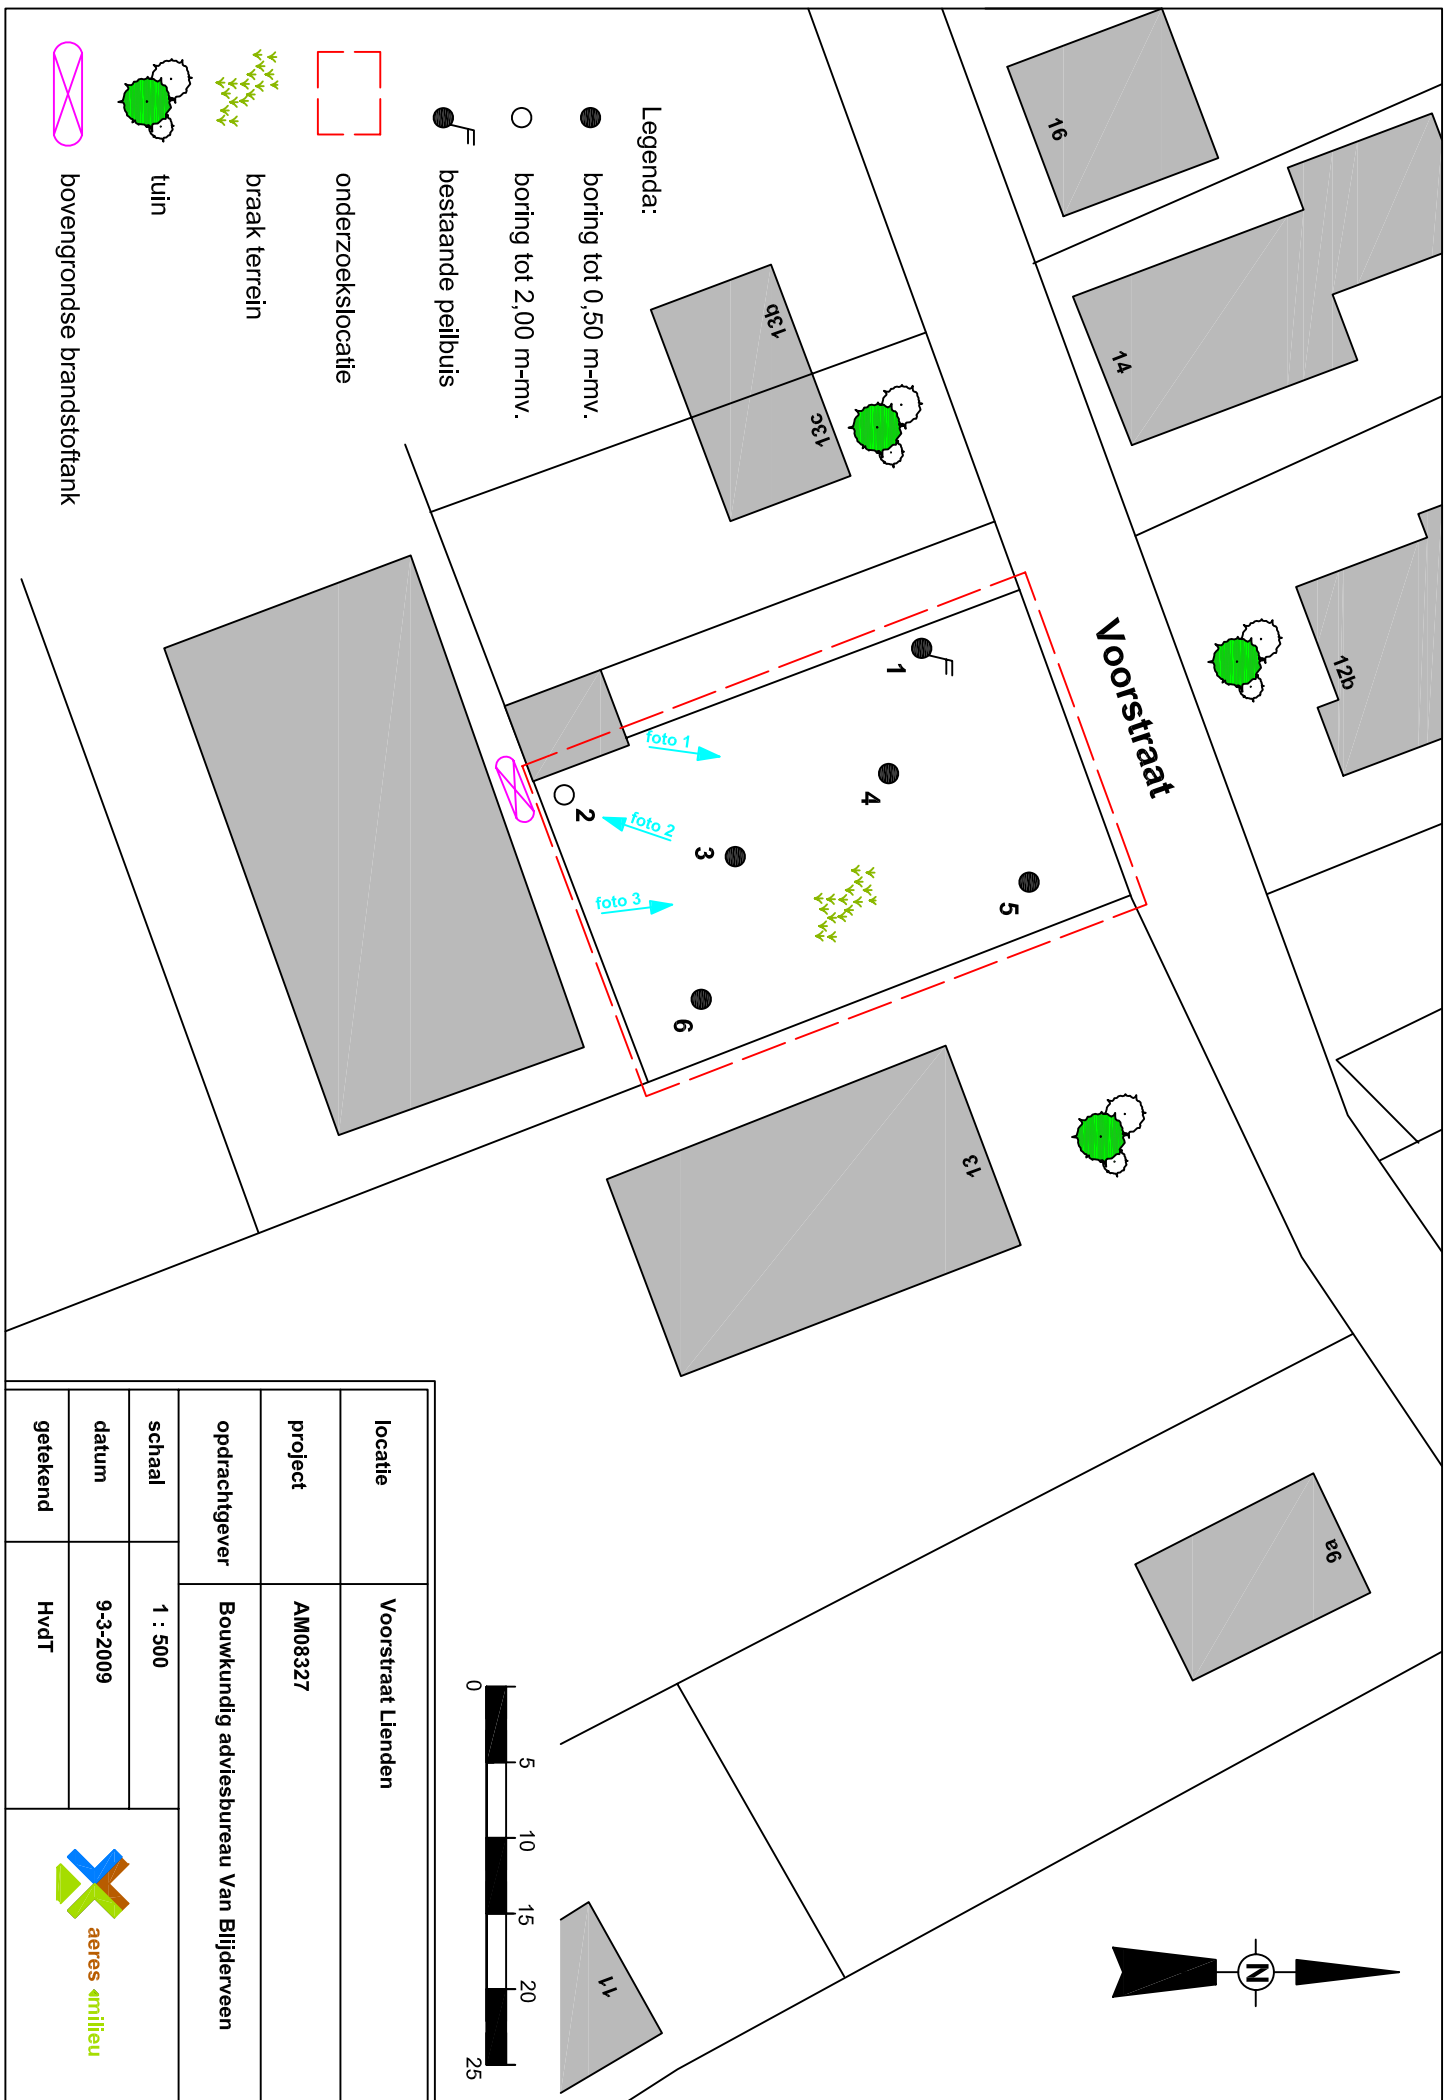 16
14
12b
Voorstraat
13b
13c
1
4
5
foto 1
foto 2
foto 3
2
3
6
13
9a
11
N
Legenda:
boring tot 0,50 m-mv.
boring tot 2,00 m-mv.
bestaande peilbuis
onderzoekslocatie
braak terrein
tuin
bovengrondse brandstoftank
0 5 10 15 20 25
locatie Voorstraat Lienden
project AM08327
opdrachtgever Bouwkundig adviesbureau Van Blijderveen
schaal 1 : 500
datum 9-3-2009
getekend HvdT
aeres milieu